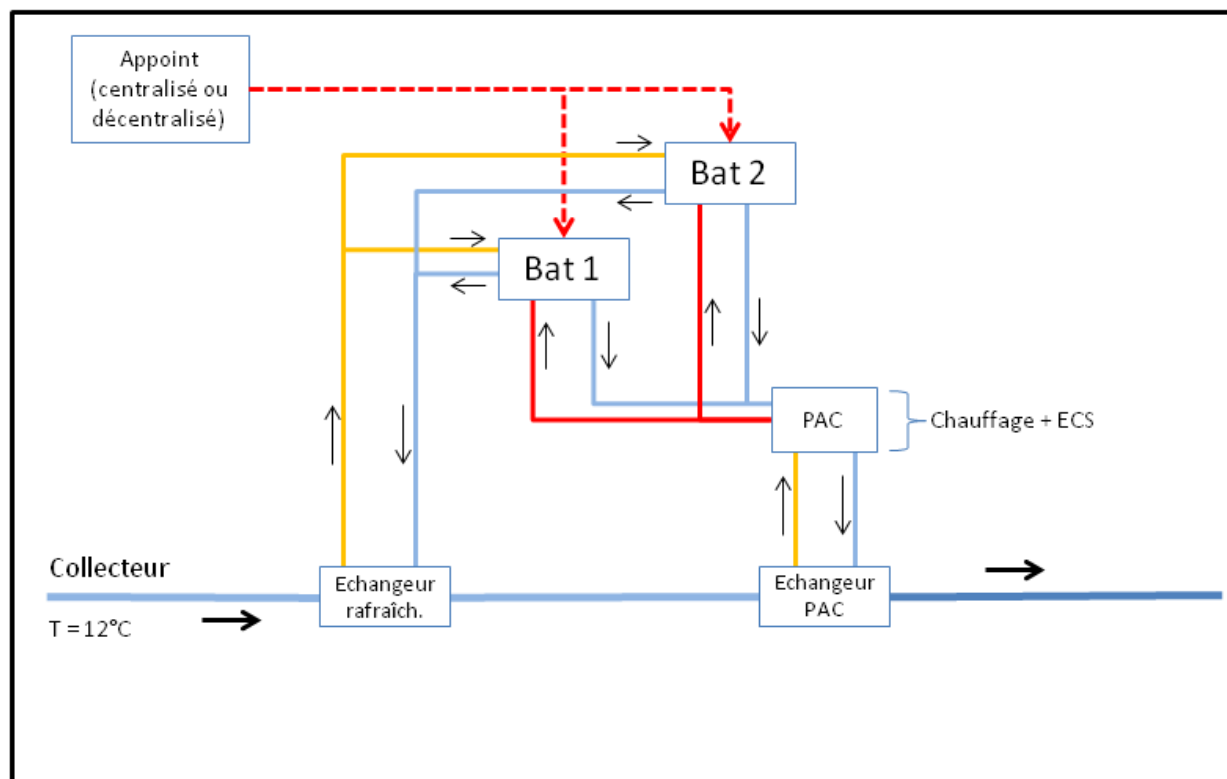 Appoint
(centralisé ou
décentralisé)
Bat 2
Bat 1
PAC
Chauffage + ECS
Collecteur
T = 12°C
Echangeur
rafraîch.
Echangeur
PAC